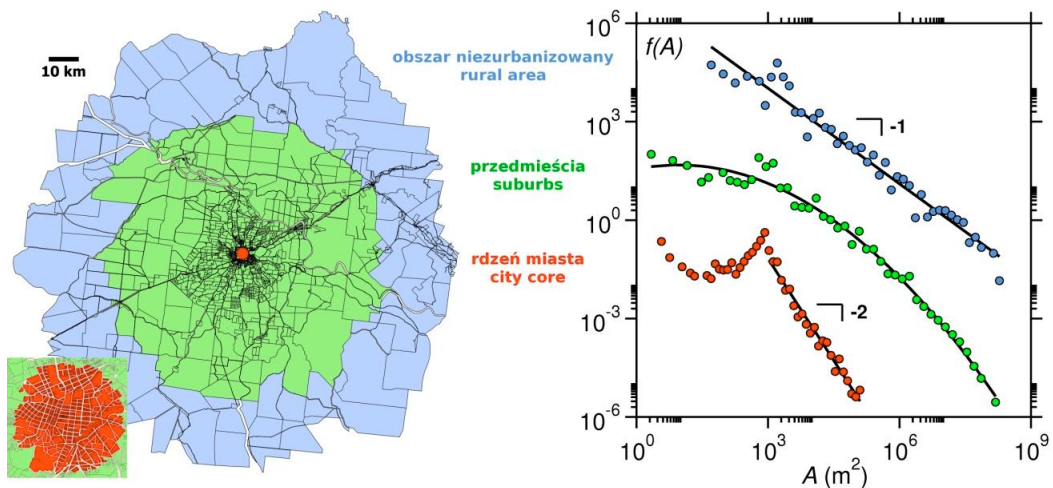 10 km
obszar niezurbanizowany
rural area
przedmieścia
suburbs
rdzeń miasta
city core
f(A)
10^6
10^3
10^0
10^-3
10^-6
-1
-2
10^0 10^3 10^6 10^9
A (m^2)